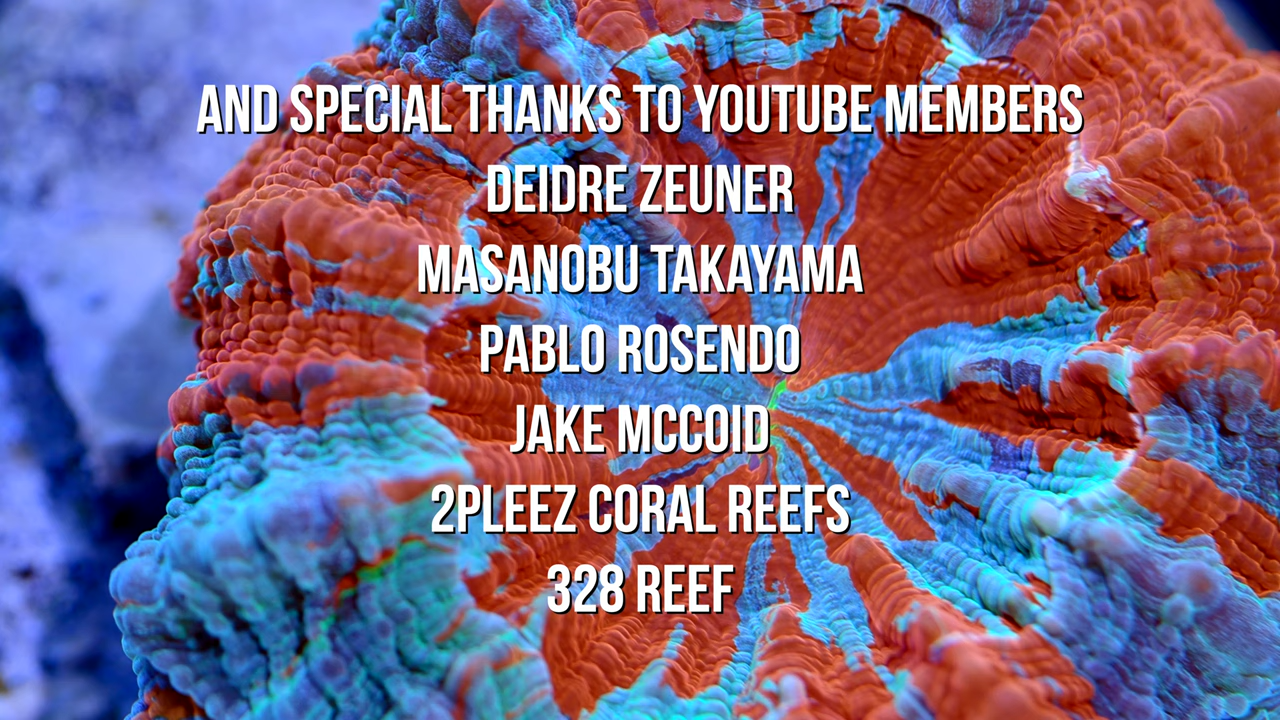 AND SPECIAL THANKS TO YOUTUBE MEMBERS
DEIDRE ZEUNER
MASANOBU TAKAYAMA
PABLO ROSENDO
JAKE MCCOID
2PLEEZ CORAL REEFS
328 REEF